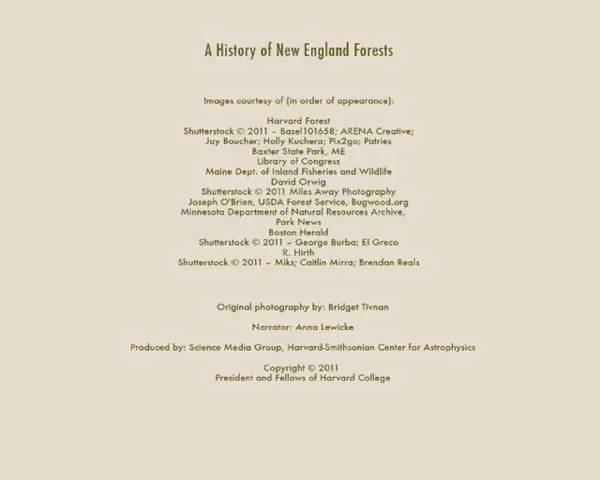 A History of New England Forests
Images courtesy of (in order of appearance):
Harvard Forest
Shutterstock © 2011 – Basel101658; ARENA Creative;
Jay Boucher; Holly Kuchera; Pix2go; Patries
Baxter State Park, ME
Library of Congress
Maine Dept. of Inland Fisheries and Wildlife
David Orwig
Shutterstock © 2011 Miles Away Photography
Joseph O'Brien, USDA Forest Service, Bugwood.org
Minnesota Department of Natural Resources Archive,
Park News
Boston Herald
Shutterstock © 2011 – George Burba; El Greco
R. Hirth
Shutterstock © 2011 – Miks; Caitlin Mirra; Brendan Reals
Original photography by: Bridget Tivnan
Narrator: Anna Lewicke
Produced by: Science Media Group, Harvard-Smithsonian Center for Astrophysics
Copyright © 2011
President and Fellows of Harvard College